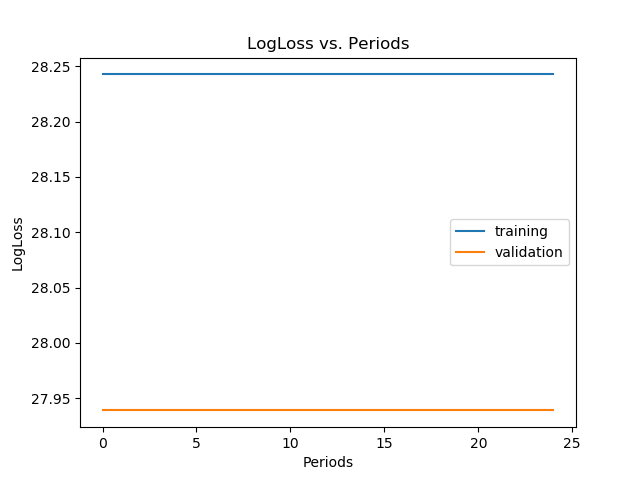 LogLoss vs. Periods
28.25
28.20
28.15
28.10
28.05
28.00
27.95
LogLoss
training
validation
0 5 10 15 20 25
Periods